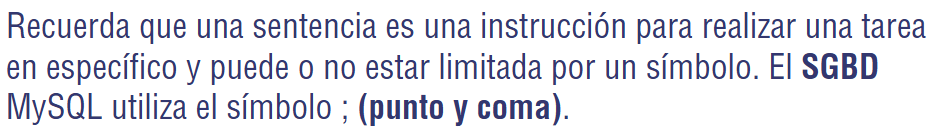 Recuerda que una sentencia es una instrucción para realizar una tarea
en específico y puede o no estar limitada por un símbolo. El SGBD
MySQL utiliza el símbolo ; (punto y coma).